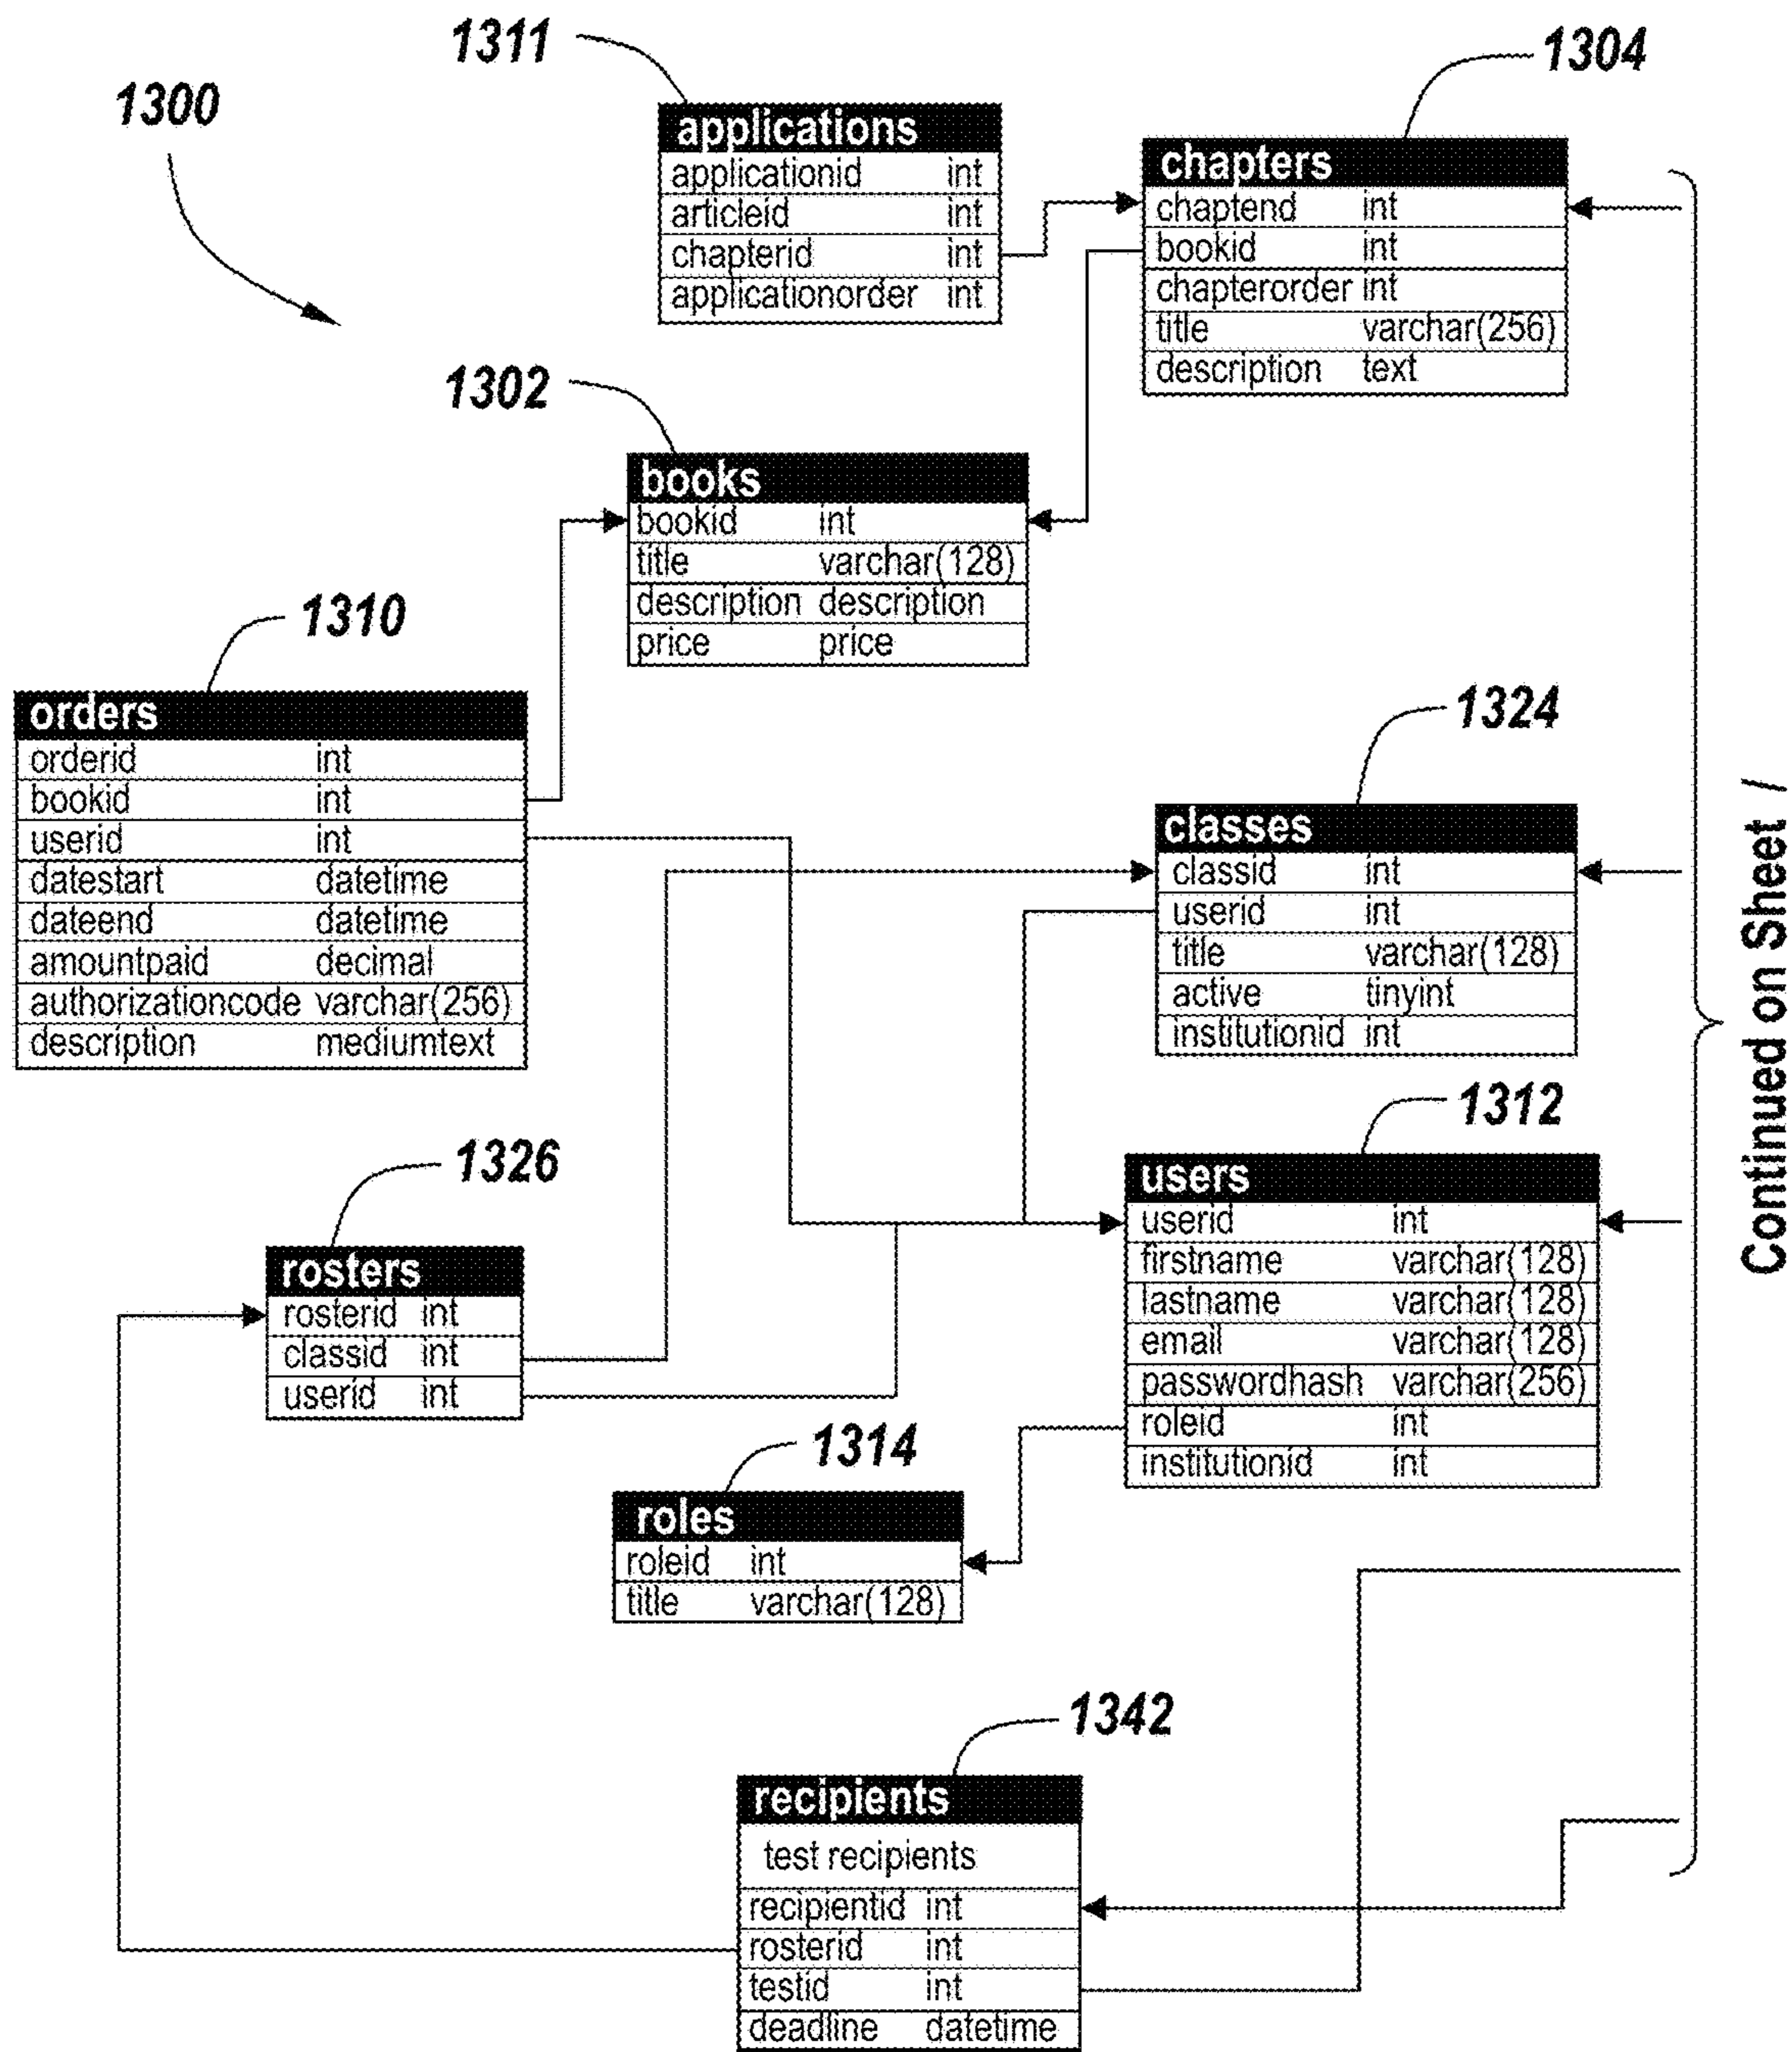 1311
1304
1300
applications
applicationid int
articleid int
chapterid int
applicationorder int
chapters
chaptend int
bookid int
chapterorder int
title varchar(256)
description text
1302
books
bookid int
title varchar(128)
description description
price price
1310
orders
orderid int
bookid int
userid int
datestart datetime
dateend datetime
amountpaid decimal
authorizationcode varchar(256)
description mediumtext
1324
classes
classid int
userid int
title varchar(128)
active tinyint
institutionid int
1312
users
userid int
firstname varchar(128)
lastname varchar(128)
email varchar(128)
passwordhash varchar(256)
roleid int
institutionid int
1326
rosters
rosterid int
classid int
userid int
1314
roles
roleid int
title varchar(128)
1342
recipients
test recipients
recipientid int
rosterid int
testid int
deadline datetime
Continued on Sheet /